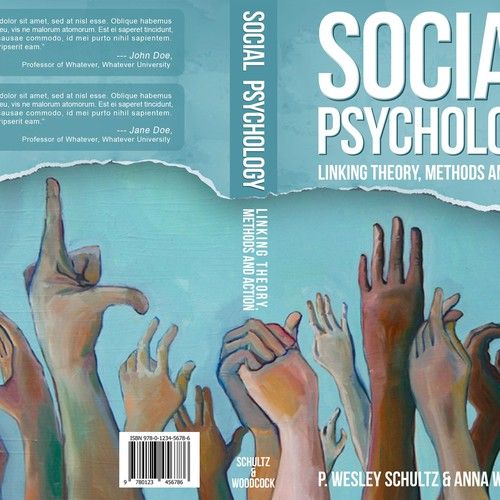 dolor sit amet, sed at nisl esse. Oblique habemus
eu, vis ne malorum atomorum. Est ei saperet tincidunt,
ausae commodo, id mei purto nihil sapientem.
ripserit eam."
--- John Doe,
Professor of Whatever, Whatever University
dolor sit amet, sed at nisl esse. Oblique habemus
eu, vis ne malorum atomorum. Est ei saperet tincidunt,
ausae commodo, id mei purto nihil sapientem.
ripserit eam."
--- Jane Doe,
Professor of Whatever, Whatever University
ISBN 978-0-1234-5678-6
9 780123 456786
SOCIAL PSYCHOLOGY
LINKING THEORY,
METHODS AND ACTION
SCHULTZ
&
WOODCOCK
SOCIA
PSYCHOLO
LINKING THEORY, METHODS AN
P. WESLEY SCHULTZ & ANNA W